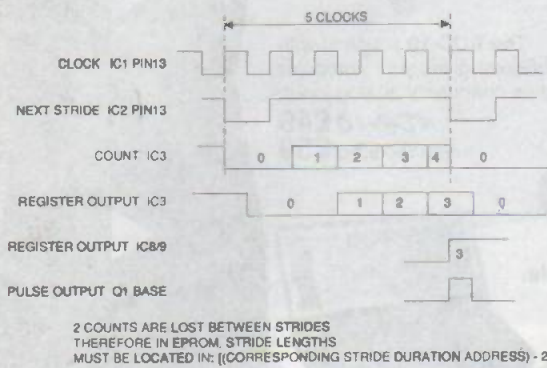 5 CLOCKS
CLOCK IC1 PIN13
NEXT STRIDE IC2 PIN13
COUNT IC3
0 1 2 3 4 0
REGISTER OUTPUT IC3
0 1 2 3 0
REGISTER OUTPUT IC8/9
3
PULSE OUTPUT Q1 BASE
2 COUNTS ARE LOST BETWEEN STRIDES
THEREFORE IN EPROM, STRIDE LENGTHS
MUST BE LOCATED IN: [(CORRESPONDING STRIDE DURATION ADDRESS) - 2